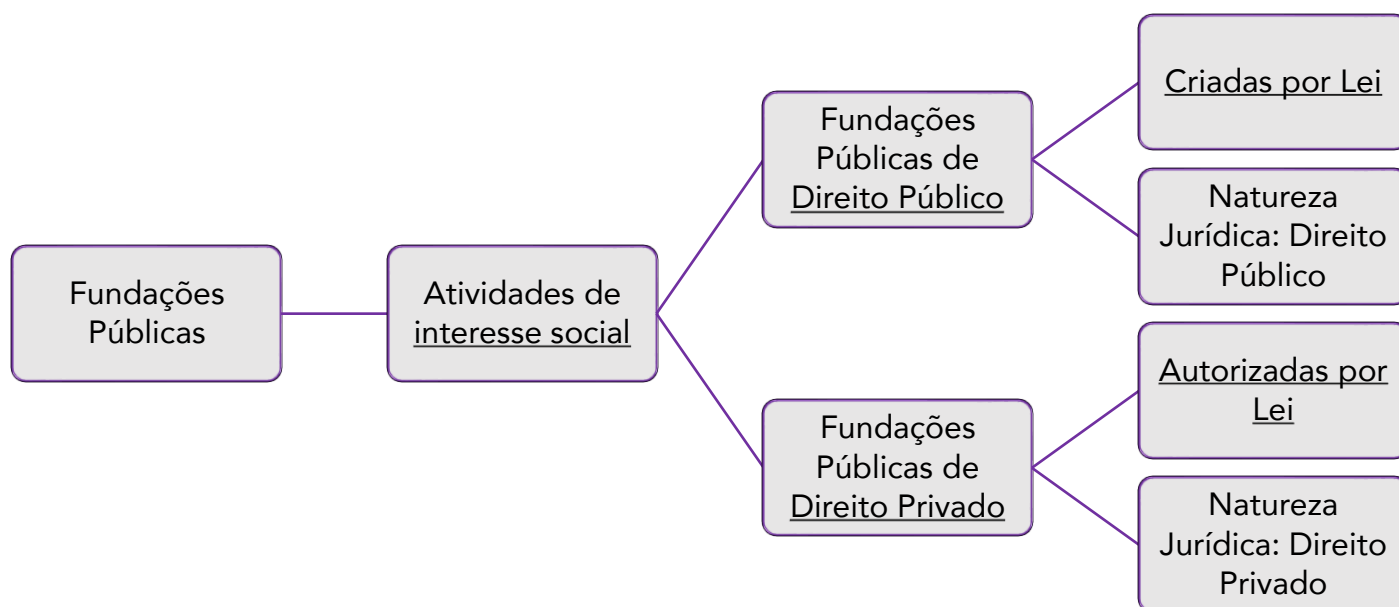 Fundações
Públicas
Atividades de
interesse social
Fundações
Públicas de
Direito Público
Criadas por Lei
Natureza
Jurídica: Direito
Público
Fundações
Públicas de
Direito Privado
Autorizadas por
Lei
Natureza
Jurídica: Direito
Privado